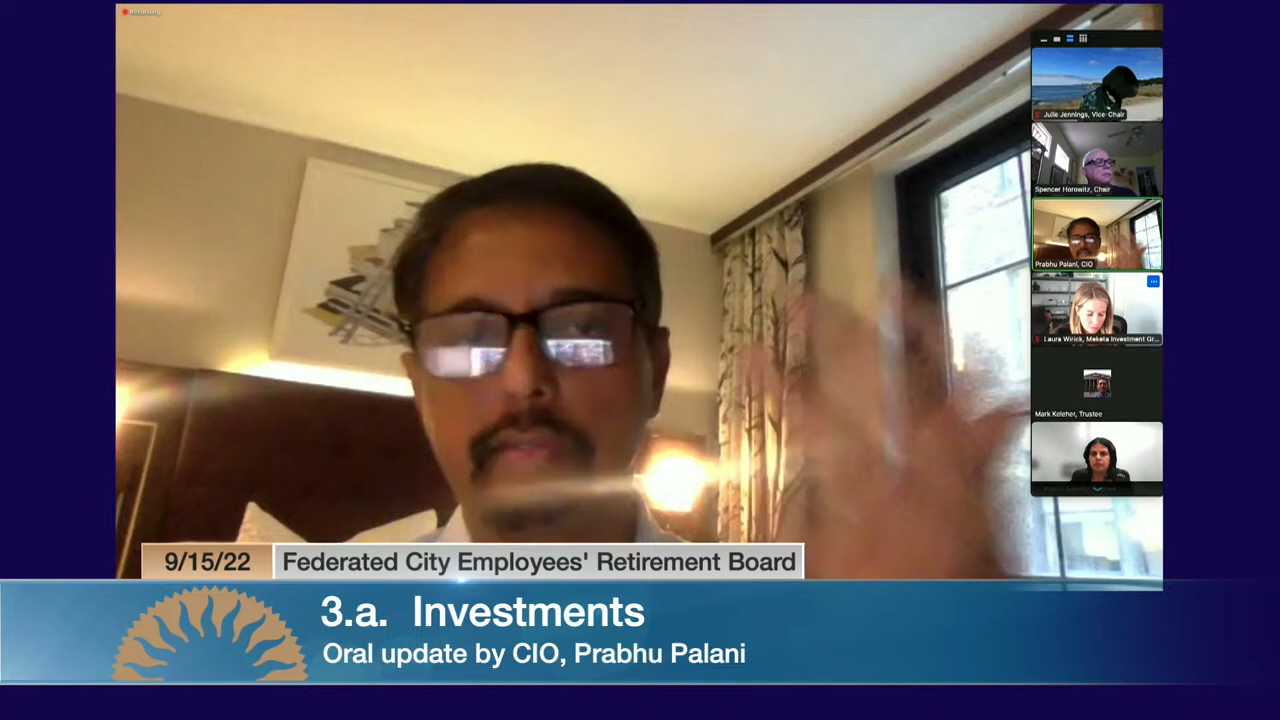 Recording
Julie Jennings, Vice-Chair
Spencer Horowitz, Chair
Prabhu Palani, CIO
Laura Wirick, Meketa Investment Gr...
Mark Keleher, Trustee
9/15/22 Federated City Employees' Retirement Board
3.a. Investments
Oral update by CIO, Prabhu Palani